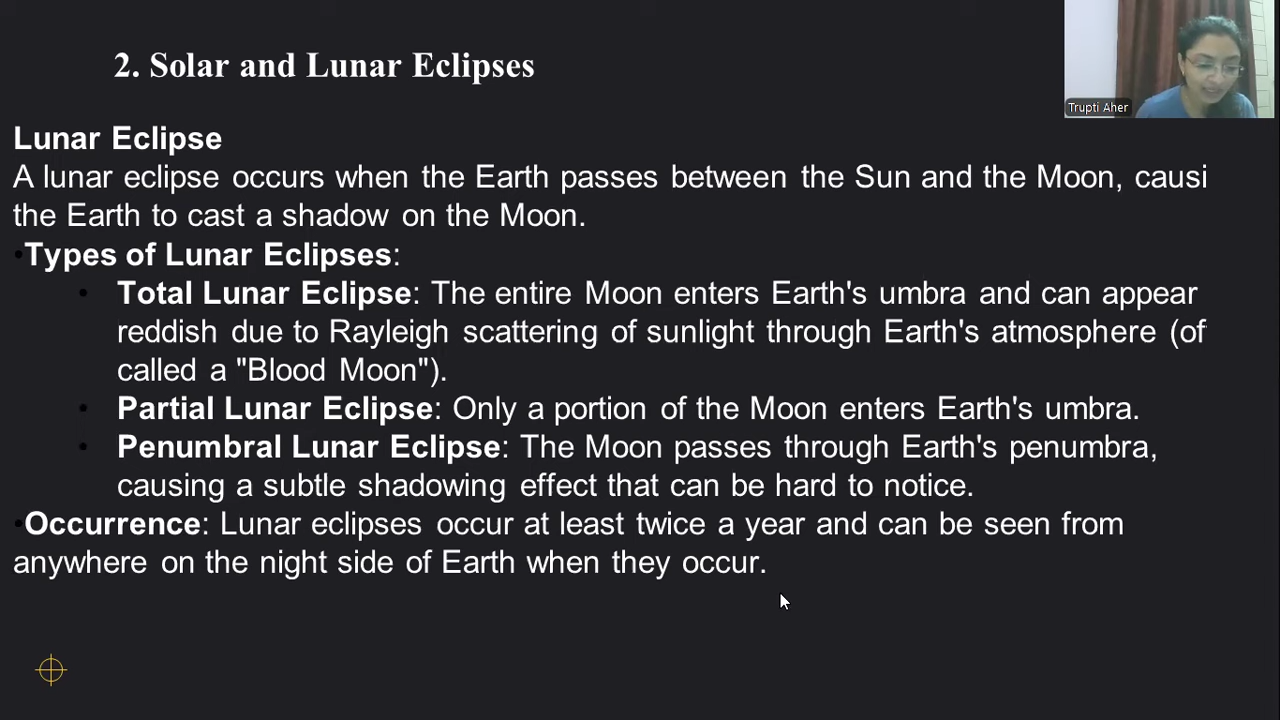 2. Solar and Lunar Eclipses
Trupti Aher
Lunar Eclipse
A lunar eclipse occurs when the Earth passes between the Sun and the Moon, causi
the Earth to cast a shadow on the Moon.
•Types of Lunar Eclipses:
• Total Lunar Eclipse: The entire Moon enters Earth's umbra and can appear
reddish due to Rayleigh scattering of sunlight through Earth's atmosphere (of
called a "Blood Moon").
• Partial Lunar Eclipse: Only a portion of the Moon enters Earth's umbra.
• Penumbral Lunar Eclipse: The Moon passes through Earth's penumbra,
causing a subtle shadowing effect that can be hard to notice.
•Occurrence: Lunar eclipses occur at least twice a year and can be seen from
anywhere on the night side of Earth when they occur.